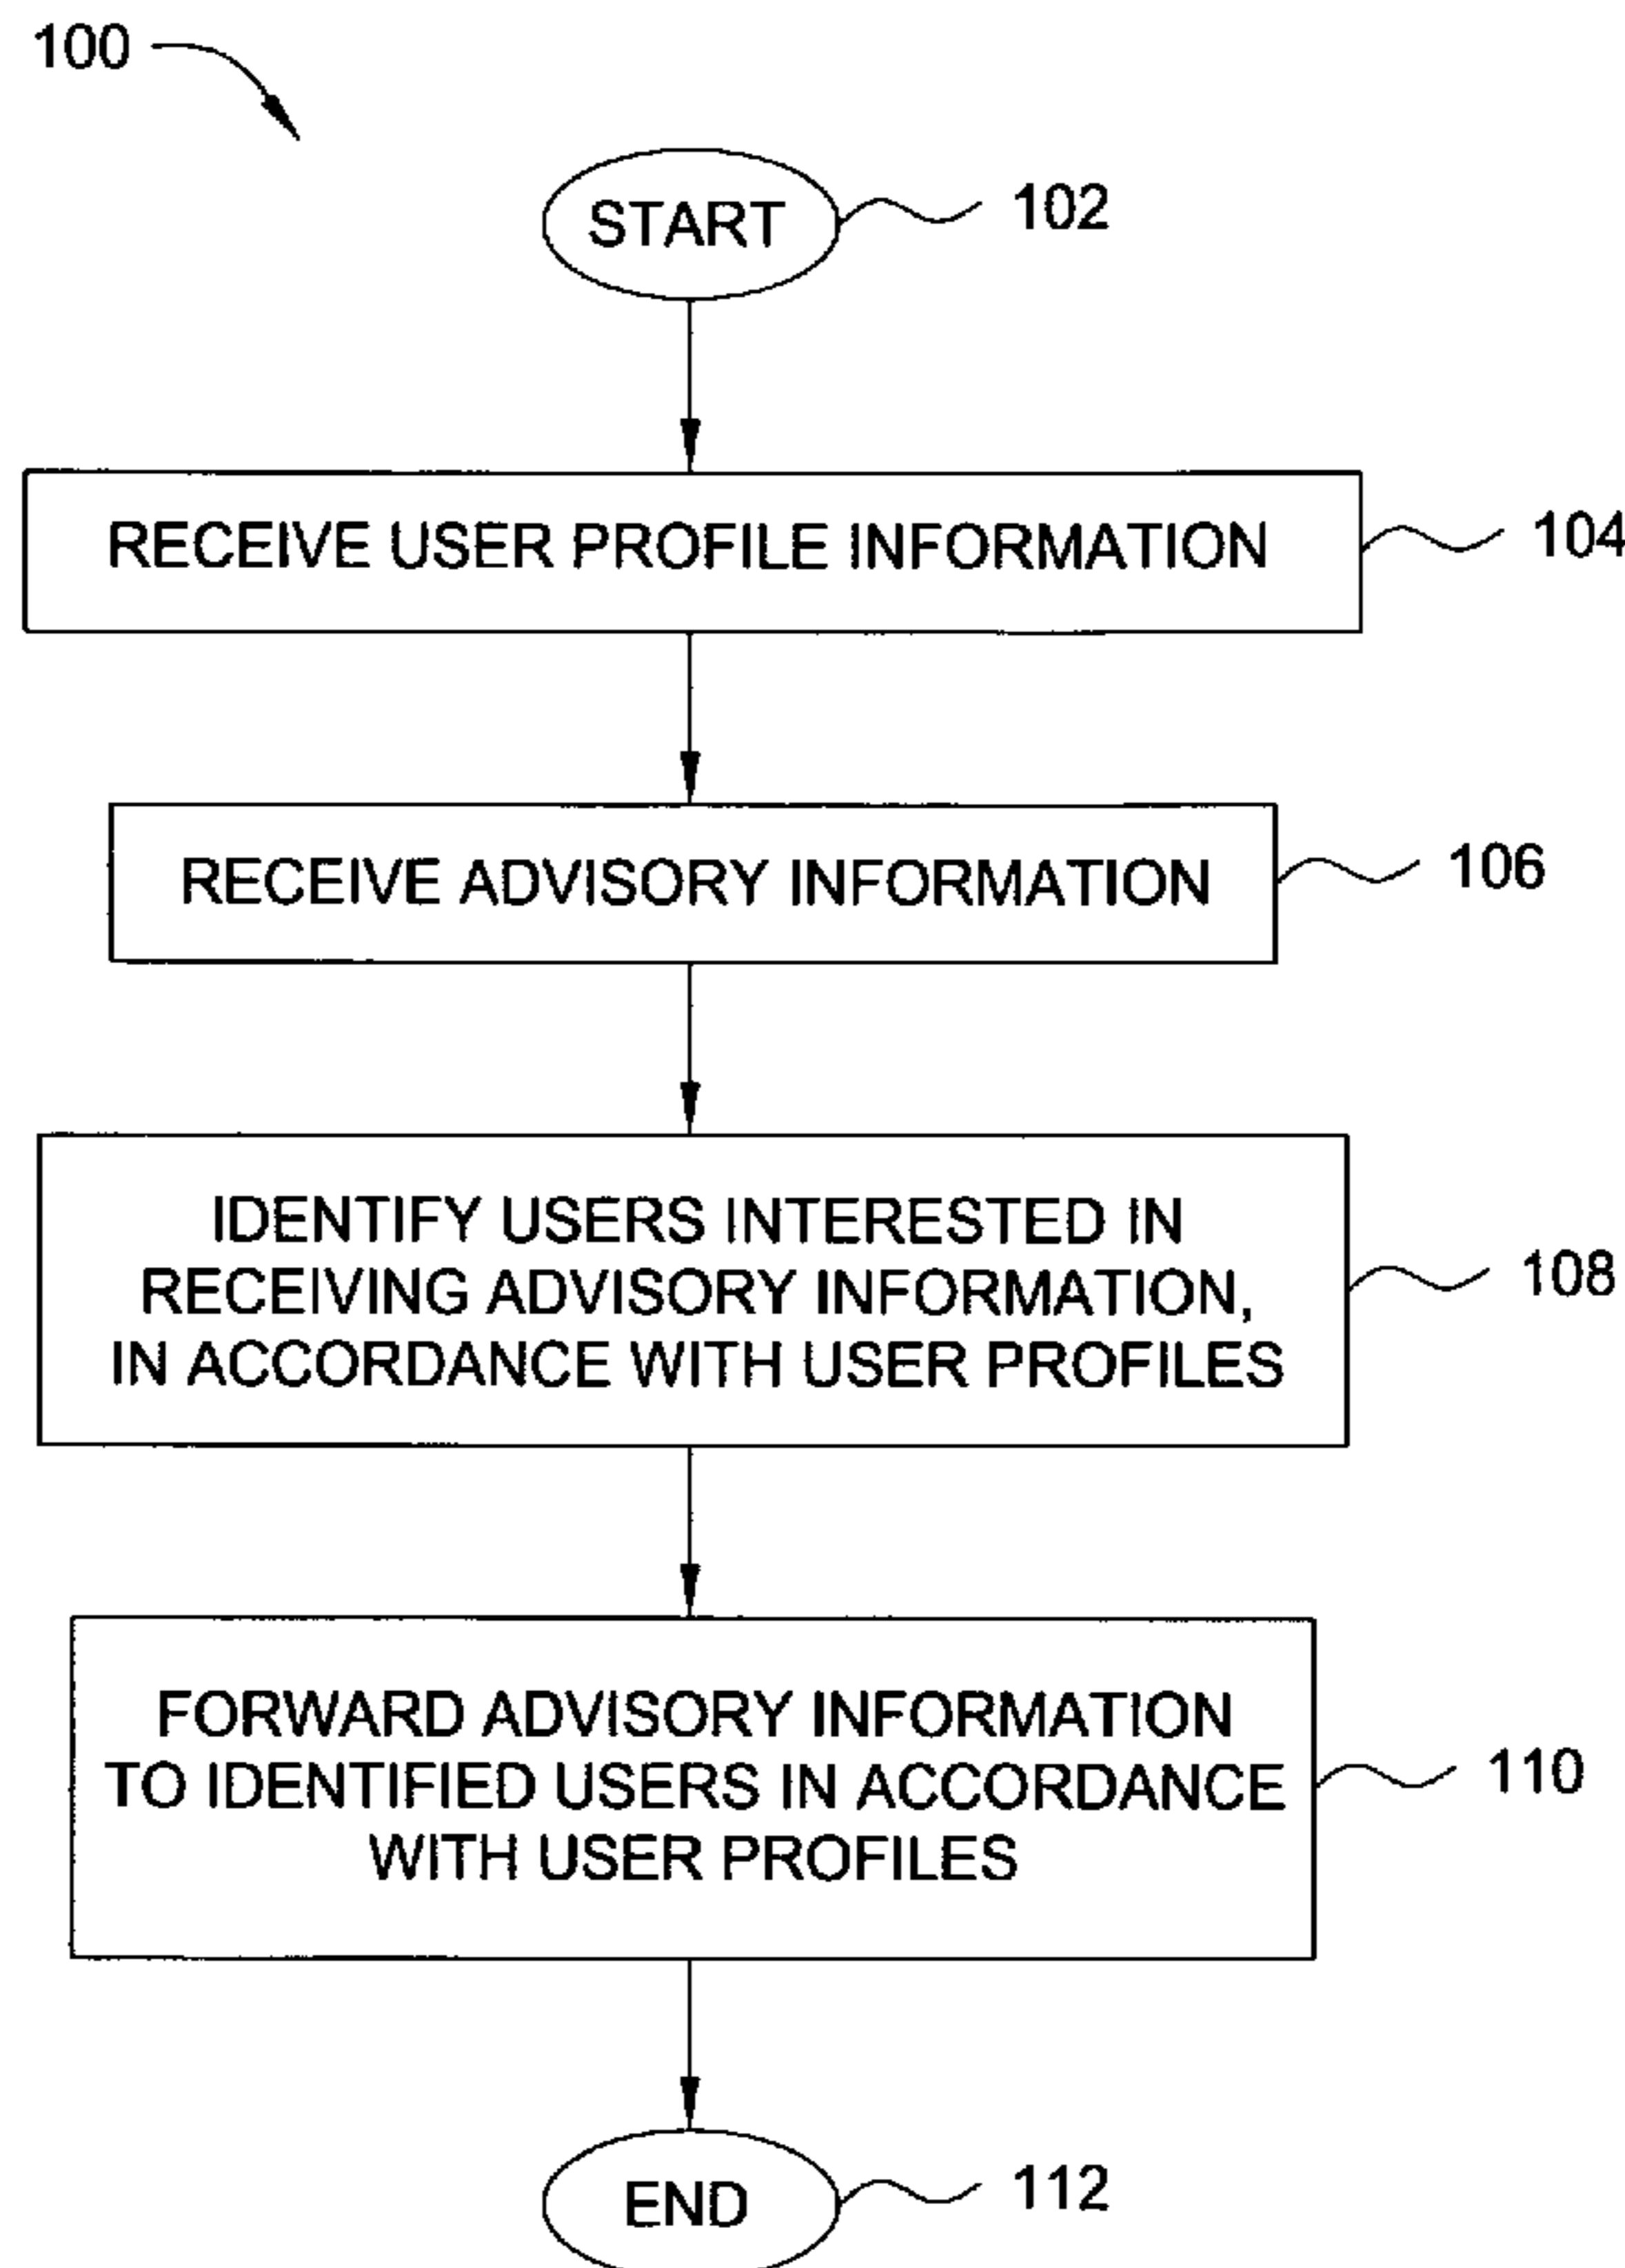 100
START
102
RECEIVE USER PROFILE INFORMATION
104
RECEIVE ADVISORY INFORMATION
106
IDENTIFY USERS INTERESTED IN
RECEIVING ADVISORY INFORMATION,
IN ACCORDANCE WITH USER PROFILES
108
FORWARD ADVISORY INFORMATION
TO IDENTIFIED USERS IN ACCORDANCE
WITH USER PROFILES
110
END
112